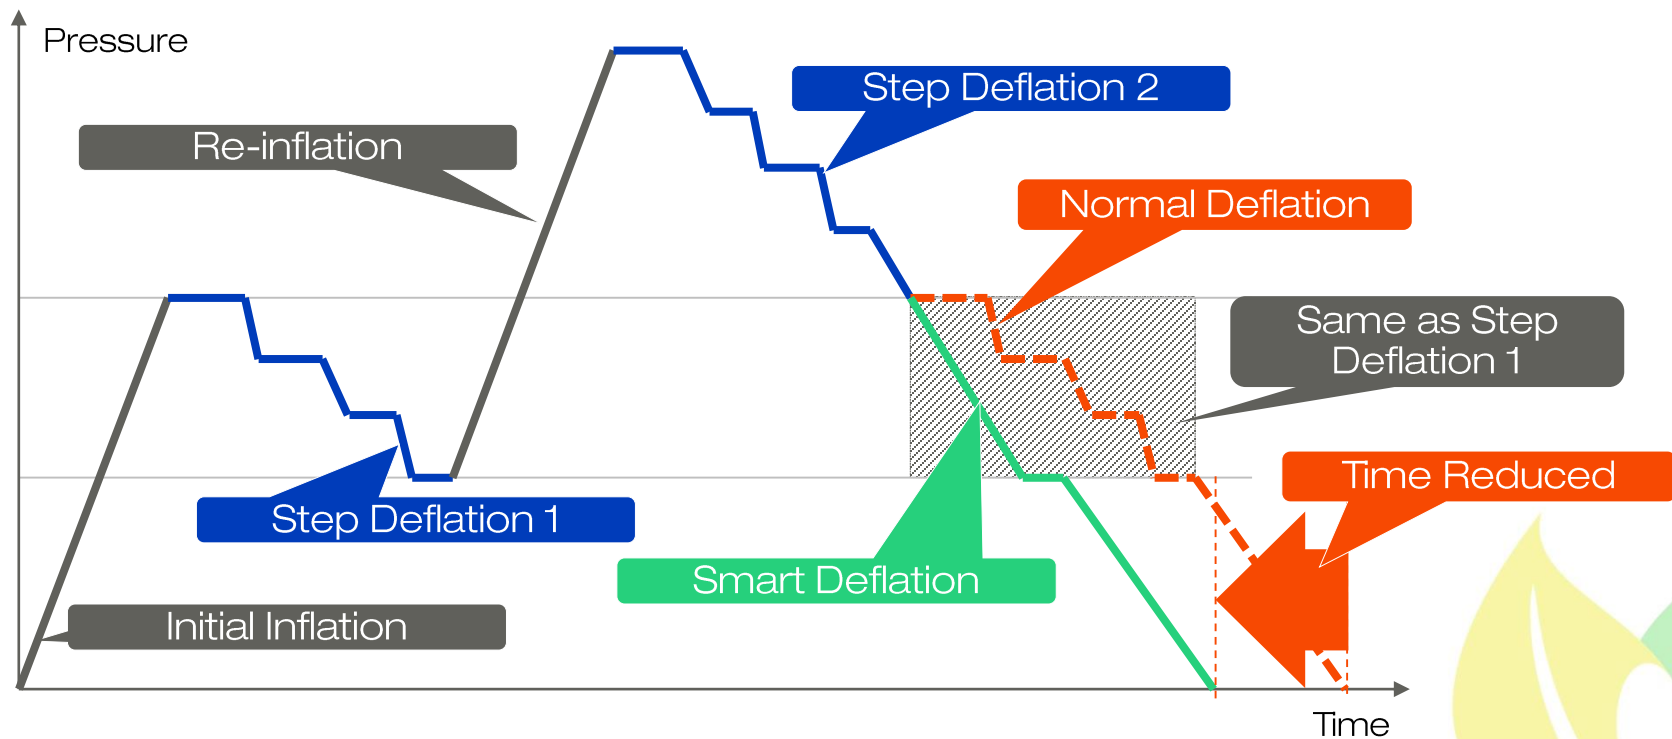 Pressure
Step Deflation 2
Re-inflation
Normal Deflation
Same as Step
Deflation 1
Time Reduced
Step Deflation 1
Smart Deflation
Initial Inflation
Time